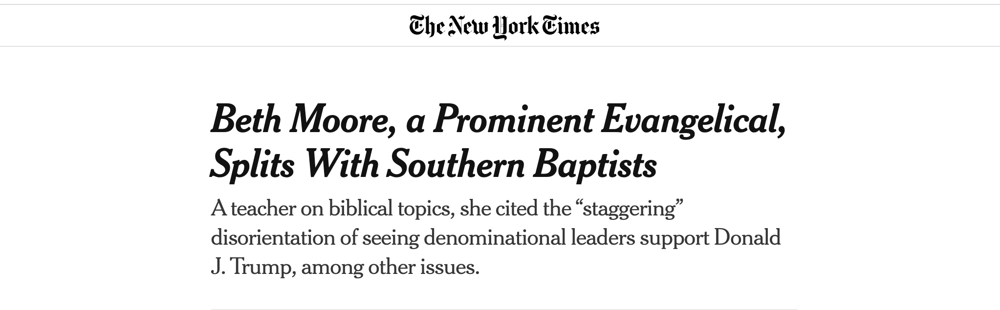 The New York Times
Beth Moore, a Prominent Evangelical,
Splits With Southern Baptists
A teacher on biblical topics, she cited the “staggering”
disorientation of seeing denominational leaders support Donald
J. Trump, among other issues.